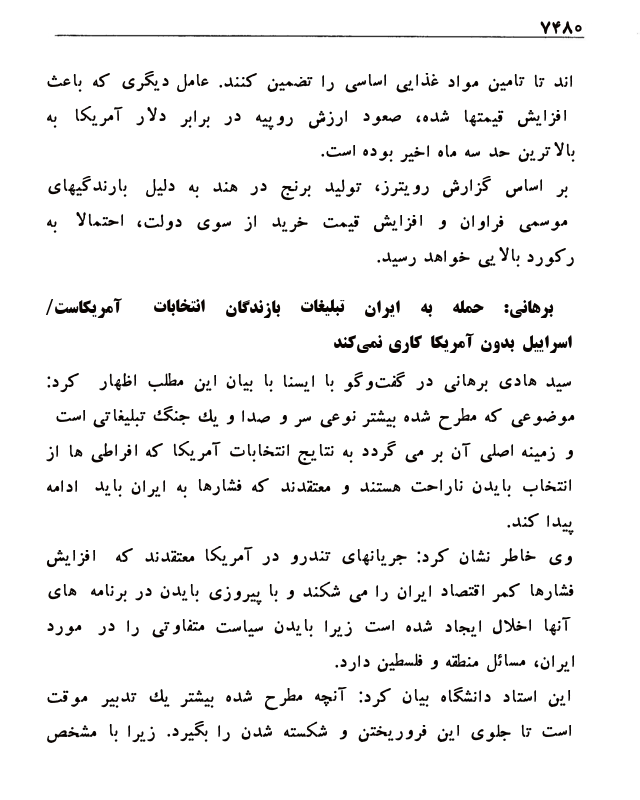 ۷۴۸۰
اند تا تامین مواد غذایی اساسی را تضمین کنند. عامل دیگری که باعث
افزایش قیمتها شده، صعود ارزش روپیه در برابر دلار آمریکا به
بالاترین حد سه ماه اخیر بوده است.
بر اساس گزارش رویترز، تولید برنج در هند به دلیل بارندگیهای
موسمی فراوان و افزایش قیمت خرید از سوی دولت، احتمالا به
رکورد بالایی خواهد رسید.
برهانی: حمله به ایران تبلیغات بازندگان انتخابات آمریکاست/
اسراییل بدون آمریکا کاری نمی‌کند
سید هادی برهانی در گفت‌وگو با ایسنا با بیان این مطلب اظهار کرد:
موضوعی که مطرح شده بیشتر نوعی سر و صدا و یك جنگ تبلیغاتی است
و زمینه اصلی آن بر می گردد به نتایج انتخابات آمریکا که افراطی ها از
انتخاب بایدن ناراحت هستند و معتقدند که فشارها به ایران باید ادامه
پیدا کند.
وی خاطر نشان کرد: جریانهای تندرو در آمریکا معتقدند که افزایش
فشارها کمر اقتصاد ایران را می شکند و با پیروزی بایدن در برنامه های
آنها اخلال ایجاد شده است زیرا بایدن سیاست متفاوتی را در مورد
ایران، مسائل منطقه و فلسطین دارد.
این استاد دانشگاه بیان کرد: آنچه مطرح شده بیشتر یك تدبیر موقت
است تا جلوی این فروریختن و شکسته شدن را بگیرد. زیرا با مشخص